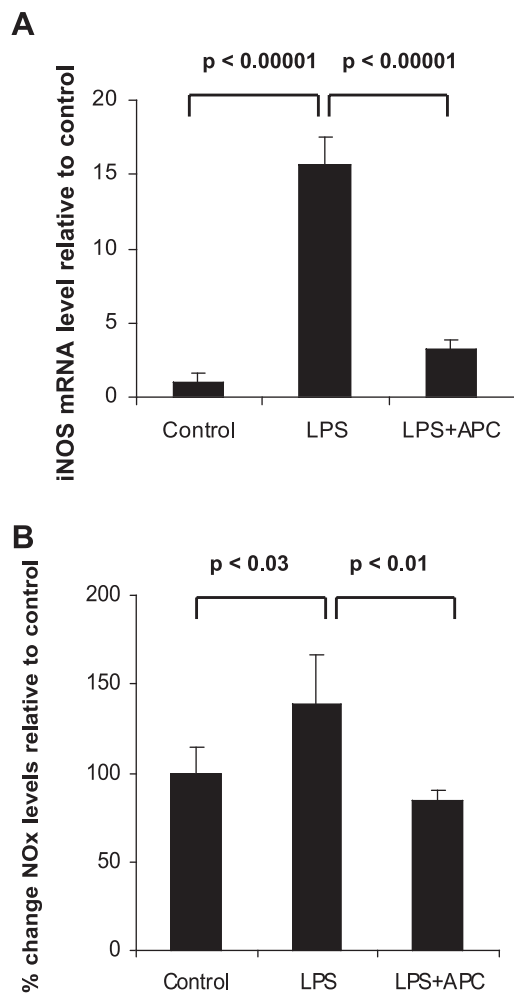 A
p < 0.00001 p < 0.00001
iNOS mRNA level relative to control
20
15
10
5
0
Control LPS LPS+APC
B
p < 0.03 p < 0.01
% change NOx levels relative to control
200
150
100
50
0
Control LPS LPS+APC